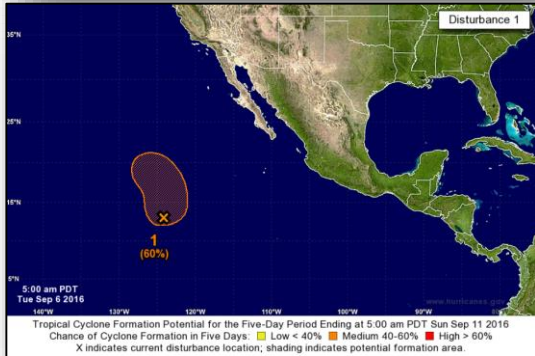 Disturbance 1
35°N
25°N
15°N
5°N
1
(60%)
5:00 am PDT
Tue Sep 6 2016
www.hurricanes.gov
140°W 130°W 120°W 110°W 100°W 90°W
Tropical Cyclone Formation Potential for the Five-Day Period Ending at 5:00 am PDT Sun Sep 11 2016
Chance of Cyclone Formation in Five Days: Low < 40% Medium 40-60% High > 60%
X indicates current disturbance location; shading indicates potential formation area.